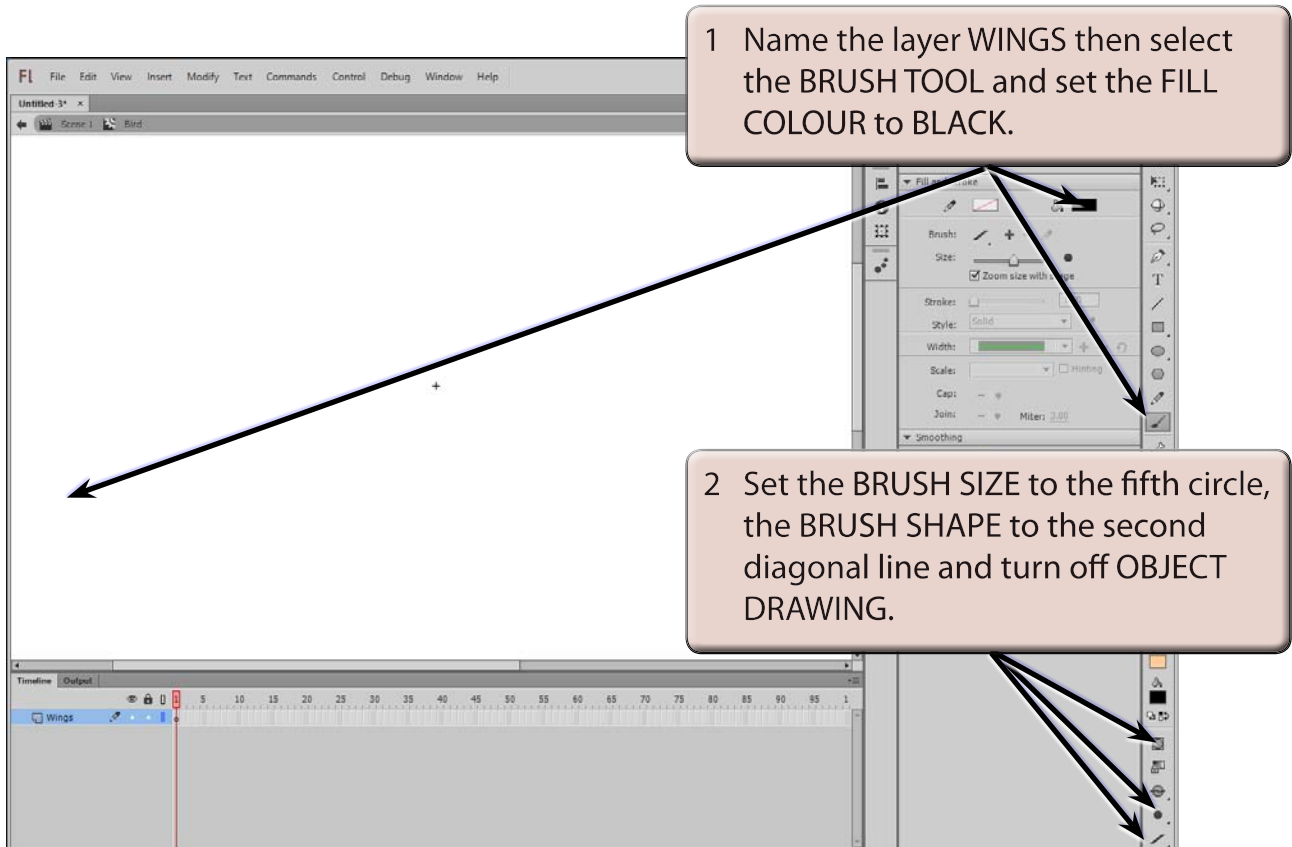 1 Name the layer WINGS then select
the BRUSH TOOL and set the FILL
COLOUR to BLACK.
Fl File Edit View Insert Modify Text Commands Control Debug Window Help
Untitled-3* ×
Scene 1 Bird
Brush:
Size:
Zoom size with
Stroke:
Style: Solid
Width:
Scale: Hinting
Cap:
Join: Miter: 3.00
Smoothing
2 Set the BRUSH SIZE to the fifth circle,
the BRUSH SHAPE to the second
diagonal line and turn off OBJECT
DRAWING.
Timeline Output
1 5 10 15 20 25 30 35 40 45 50 55 60 65 70 75 80 85 90 95 1
Wings